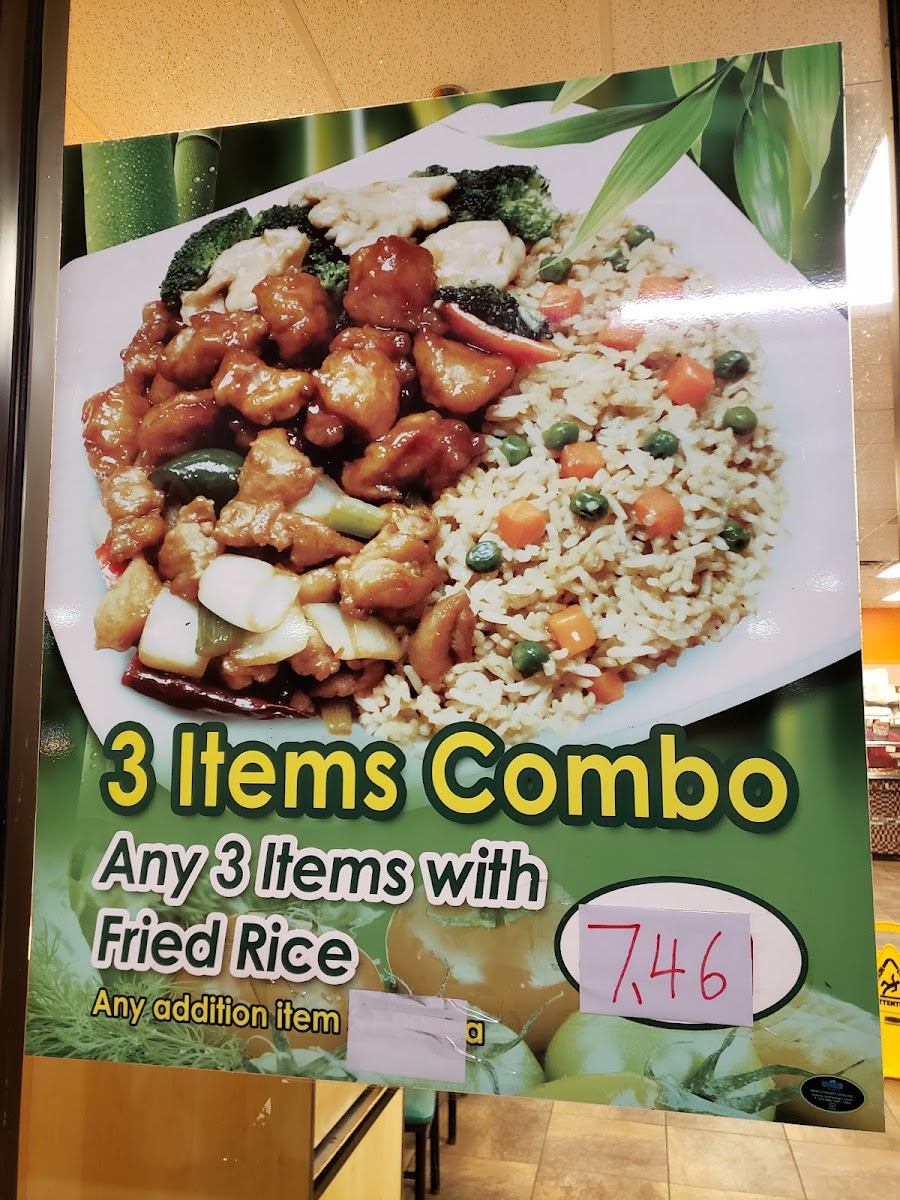 3 Items Combo
Any 3 Items with
Fried Rice
7.46
Any addition item
a